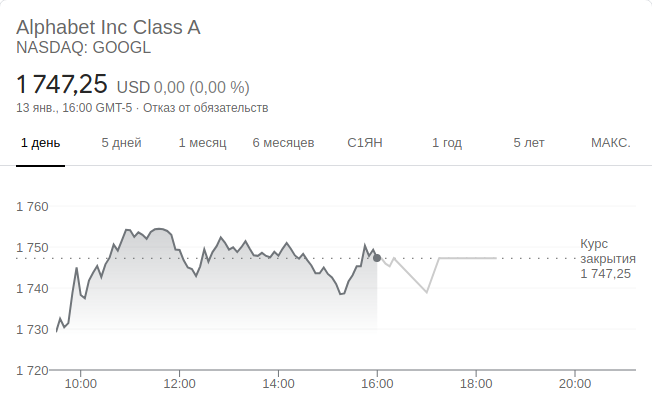 Alphabet Inc Class A
NASDAQ: GOOGL
1 747,25 USD 0,00 (0,00 %)
13 янв., 16:00 GMT-5 · Отказ от обязательств
1 день 5 дней 1 месяц 6 месяцев С1ЯН 1 год 5 лет МАКС.
1 760
1 750
Курс
закрытия
1 747,25
1 740
1 730
1 720
10:00 12:00 14:00 16:00 18:00 20:00